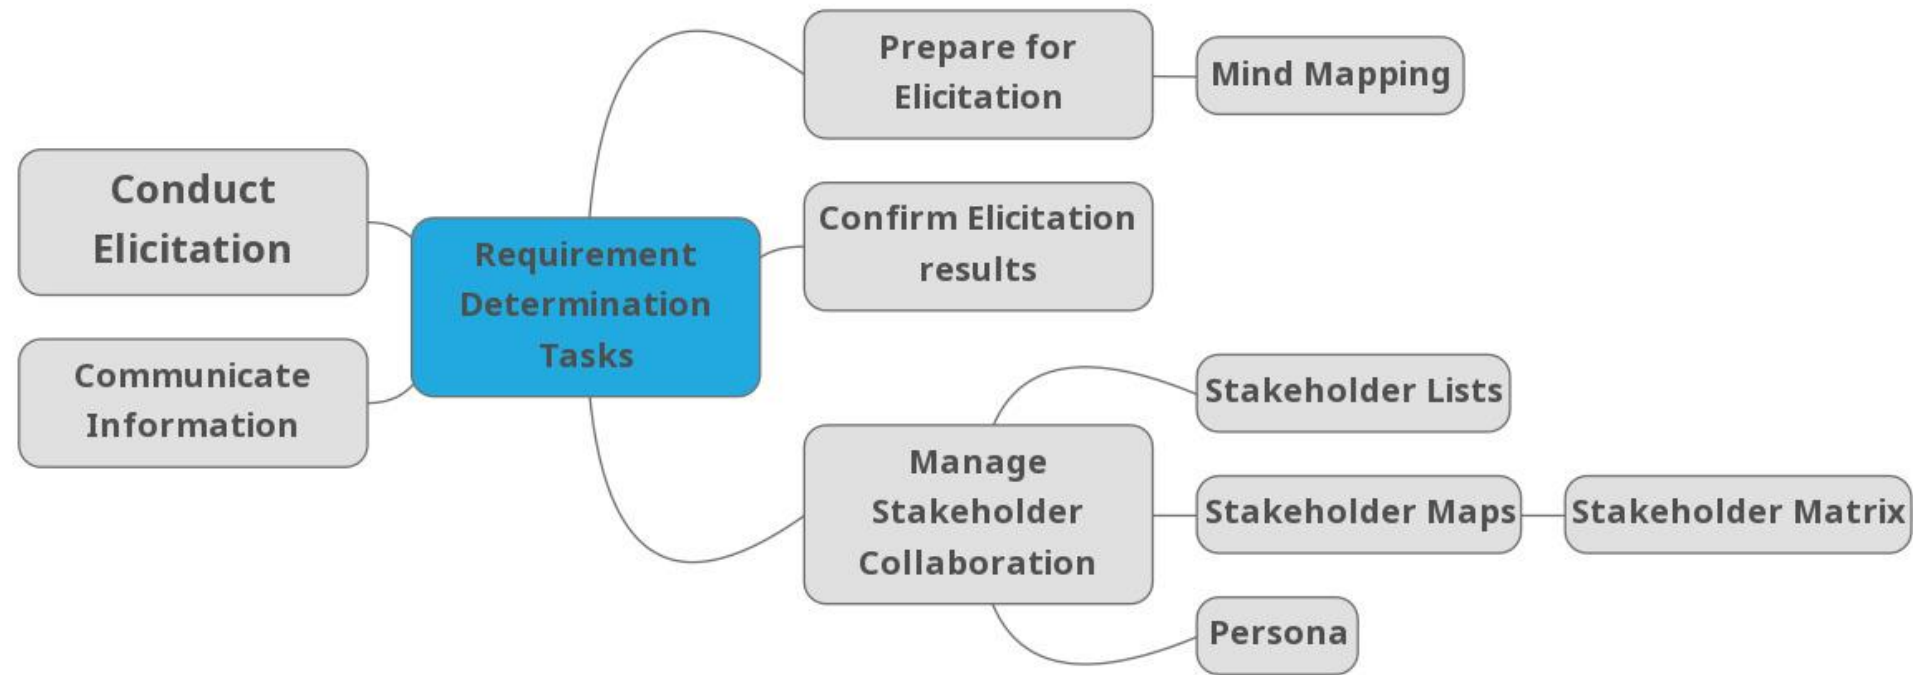 Conduct
Elicitation
Communicate
Information
Requirement
Determination
Tasks
Prepare for
Elicitation
Mind Mapping
Confirm Elicitation
results
Manage
Stakeholder
Collaboration
Stakeholder Lists
Stakeholder Maps
Stakeholder Matrix
Persona